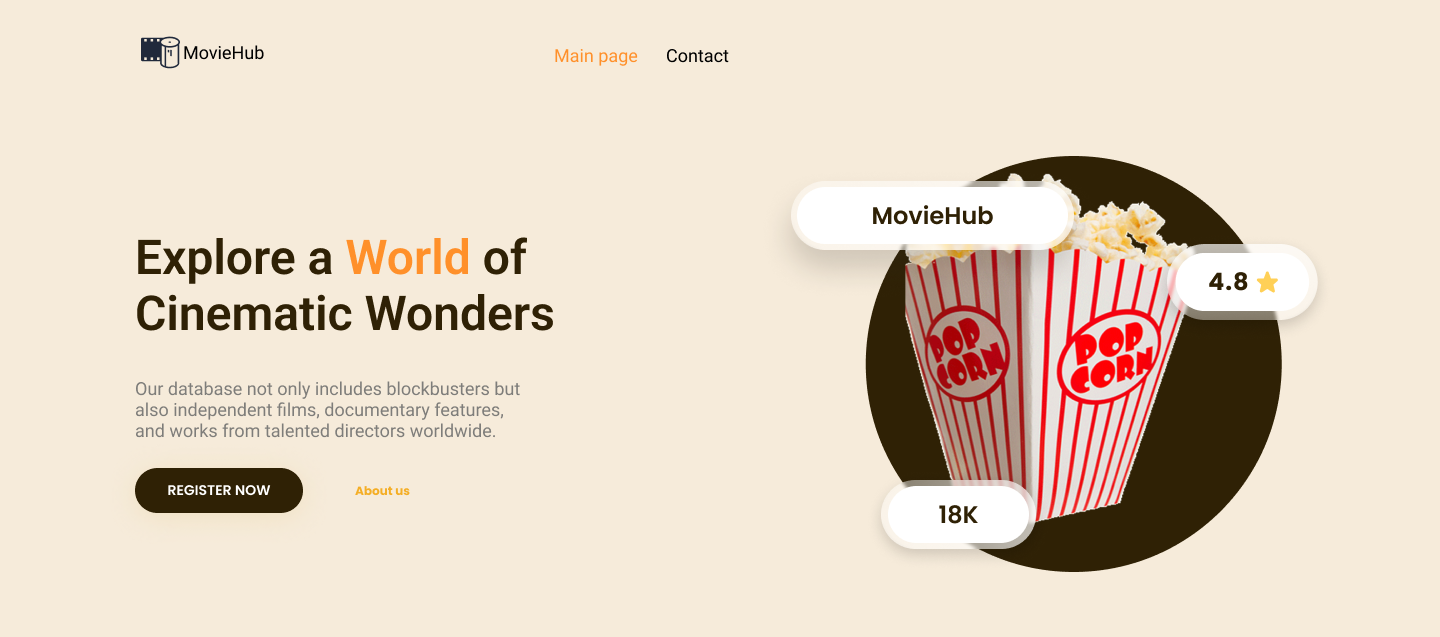 MovieHub
Main page
Contact
MovieHub
4.8
Explore a World of
Cinematic Wonders
POP
CORN
POP
CORN
Our database not only includes blockbusters but
also independent films, documentary features,
and works from talented directors worldwide.
REGISTER NOW
About us
18K